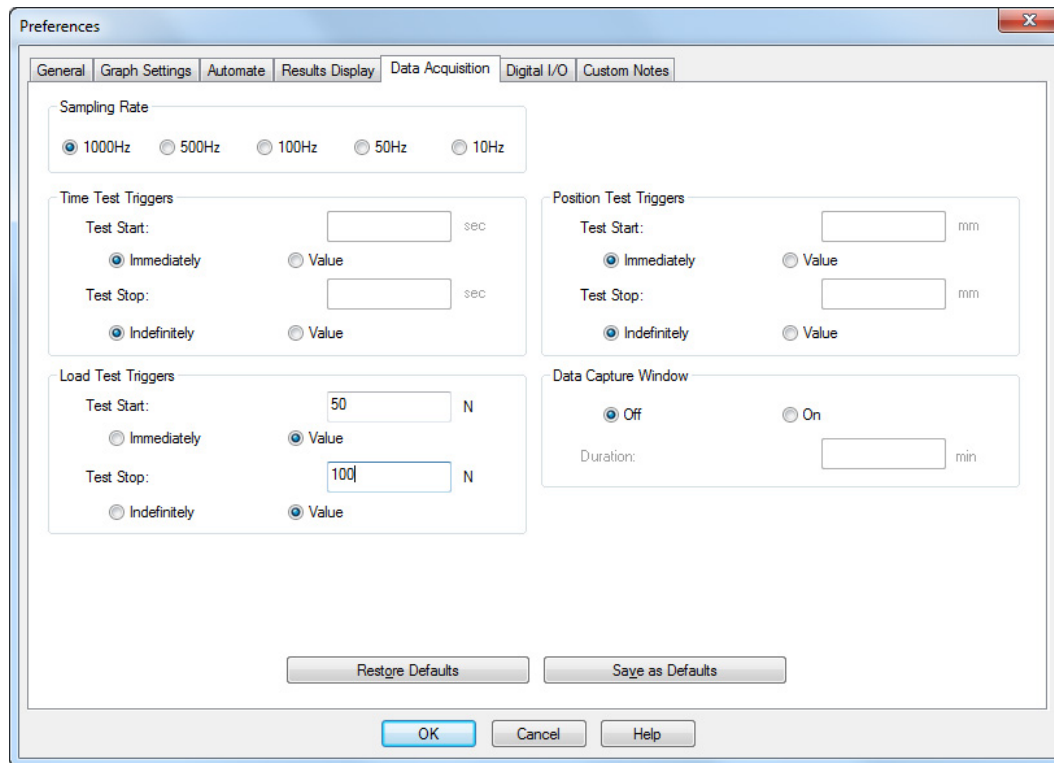 Preferences
General Graph Settings Automate Results Display Data Acquisition Digital I/O Custom Notes
Sampling Rate
1000Hz 500Hz 100Hz 50Hz 10Hz
Time Test Triggers
Test Start: sec
Immediately Value
Test Stop: sec
Indefinitely Value
Position Test Triggers
Test Start: mm
Immediately Value
Test Stop: mm
Indefinitely Value
Load Test Triggers
Test Start: 50 N
Immediately Value
Test Stop: 100 N
Indefinitely Value
Data Capture Window
Off On
Duration: min
Restore Defaults Save as Defaults
OK Cancel Help